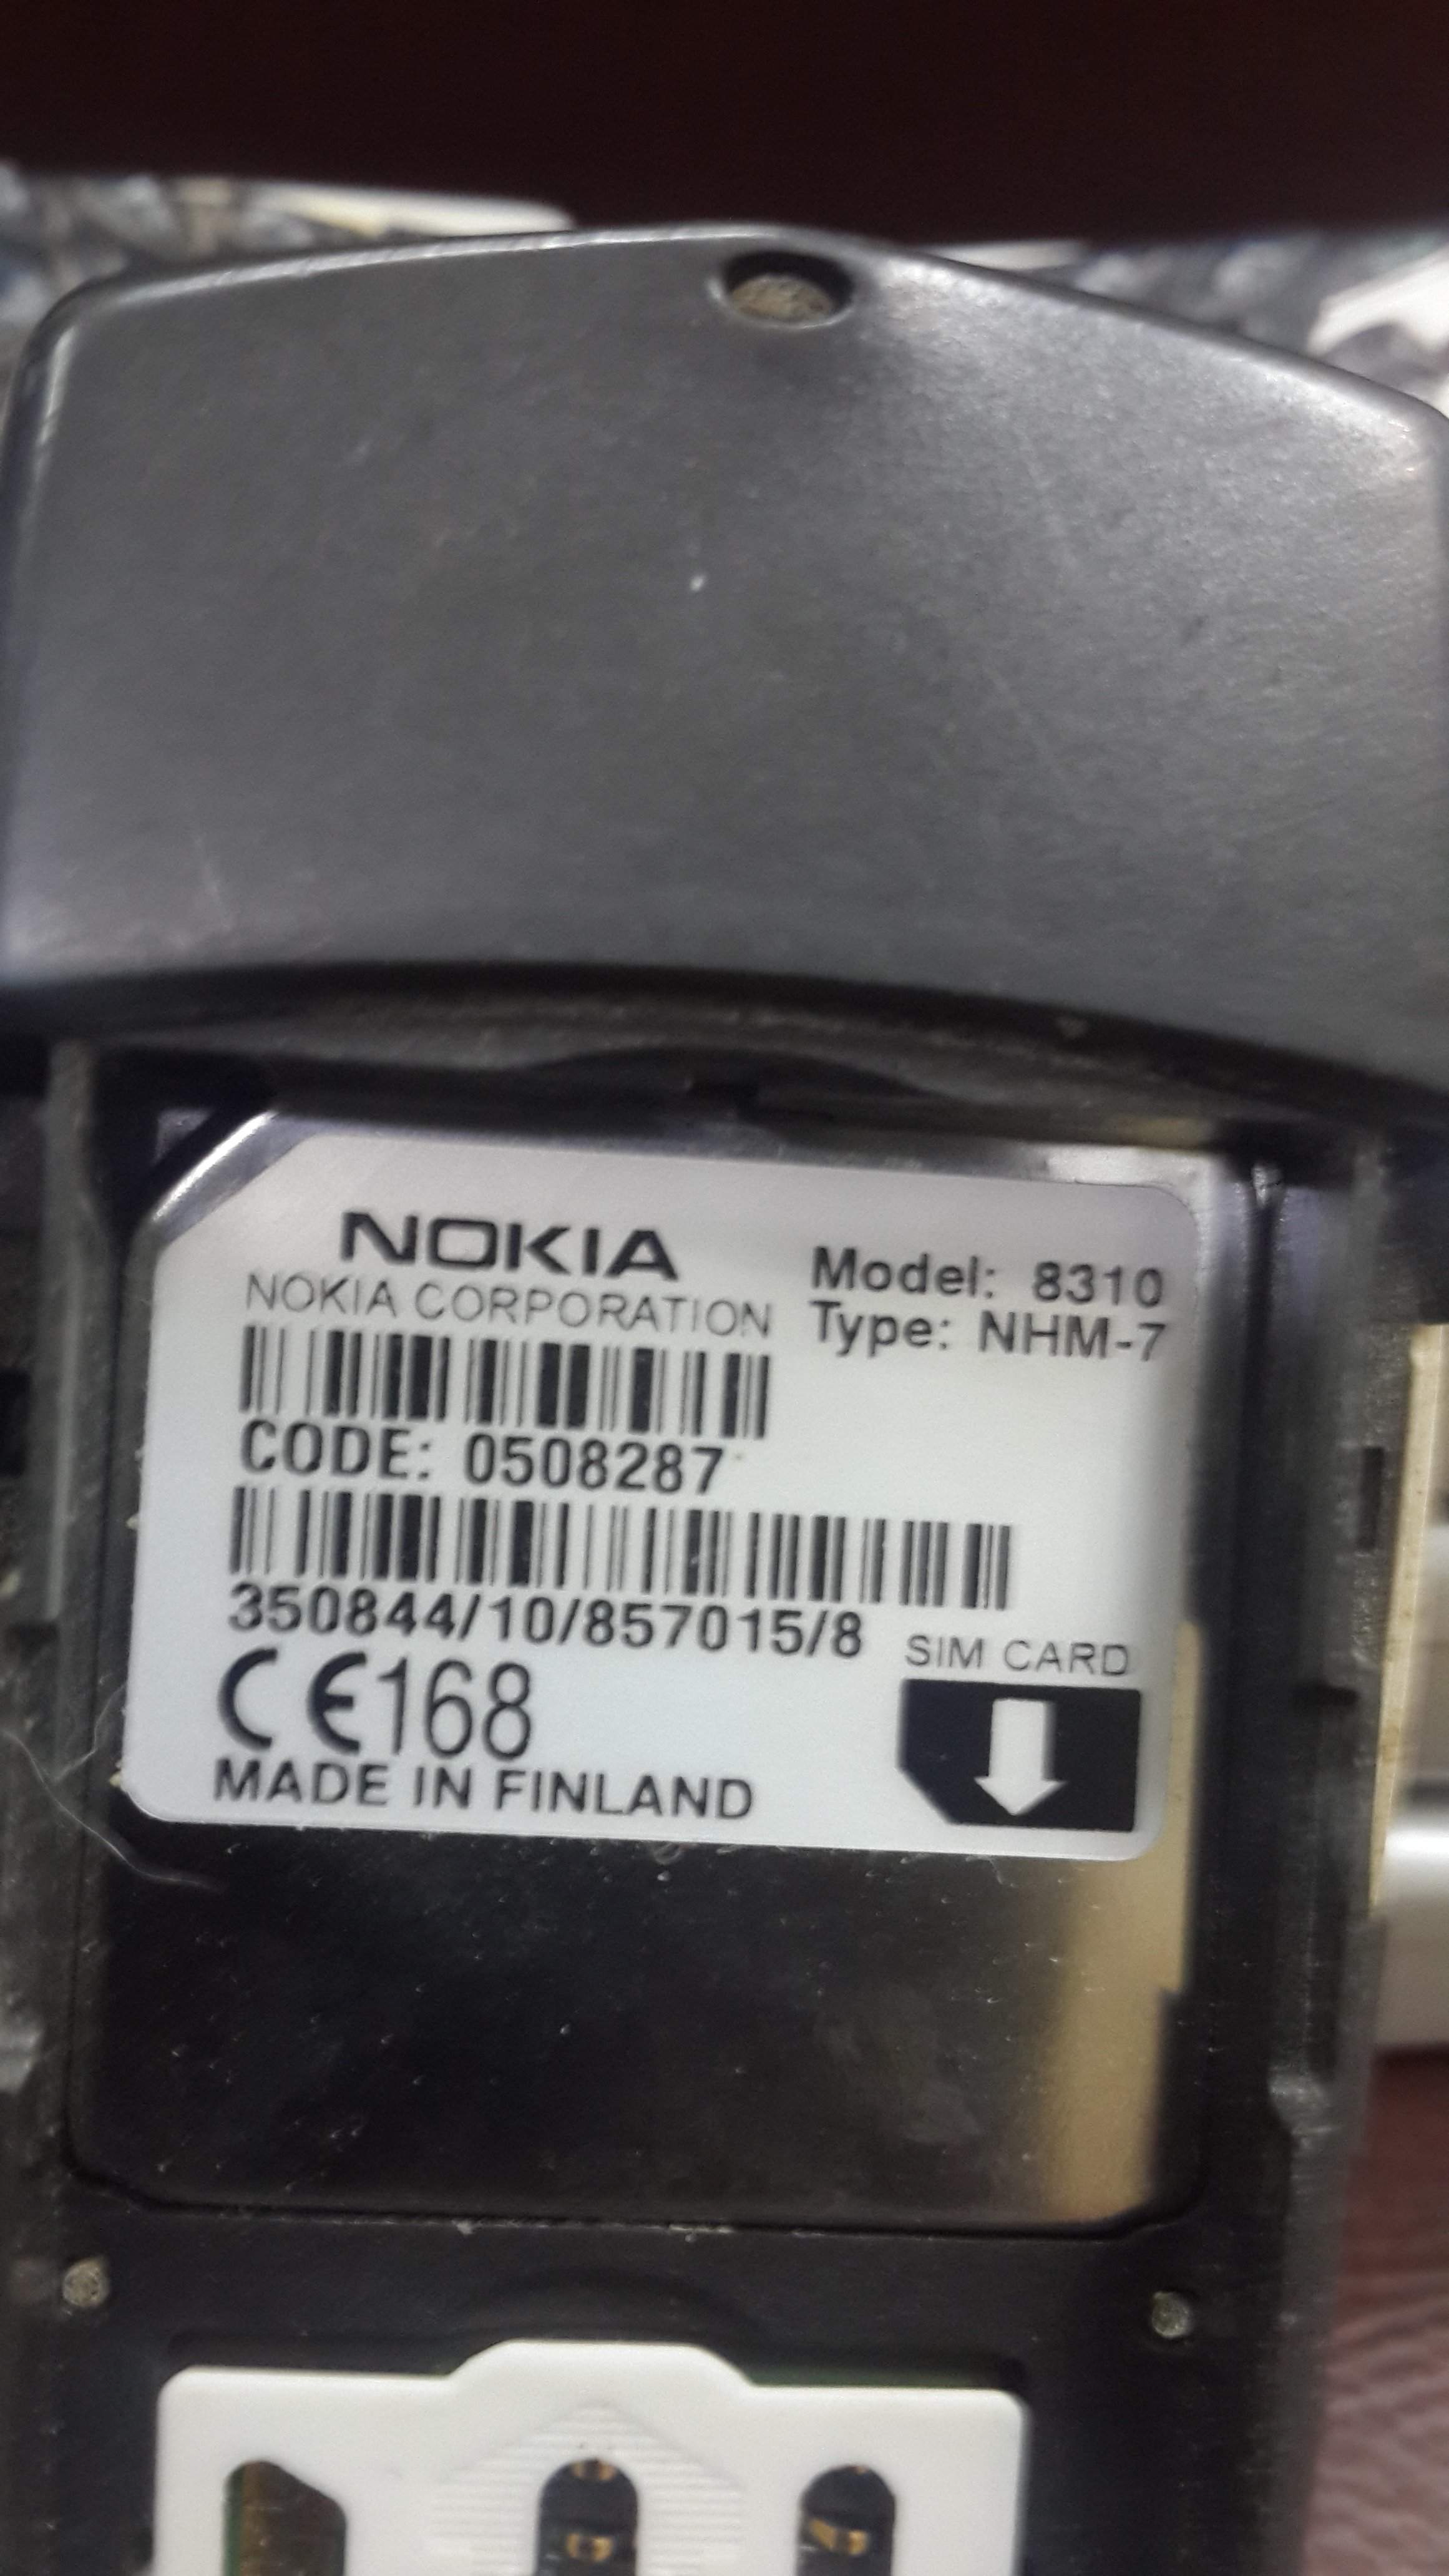 NOKIA
NOKIA CORPORATION
Model: 8310
Type: NHM-7
CODE: 0508287
350844/10/857015/8
SIM CARD
CE168
MADE IN FINLAND